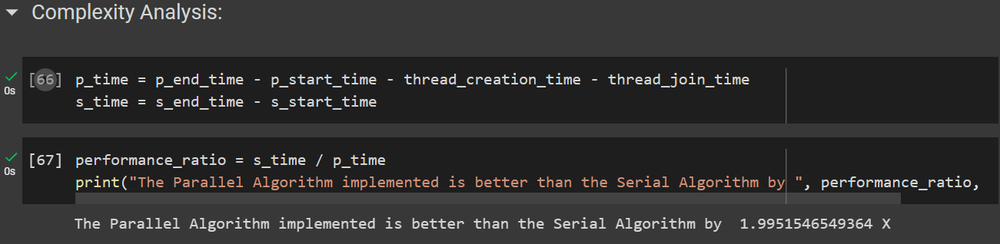 Complexity Analysis:
[66] p_time = p_end_time - p_start_time - thread_creation_time - thread_join_time
0s s_time = s_end_time - s_start_time
[67] performance_ratio = s_time / p_time
0s print("The Parallel Algorithm implemented is better than the Serial Algorithm by ", performance_ratio,
The Parallel Algorithm implemented is better than the Serial Algorithm by  1.9951546549364 X